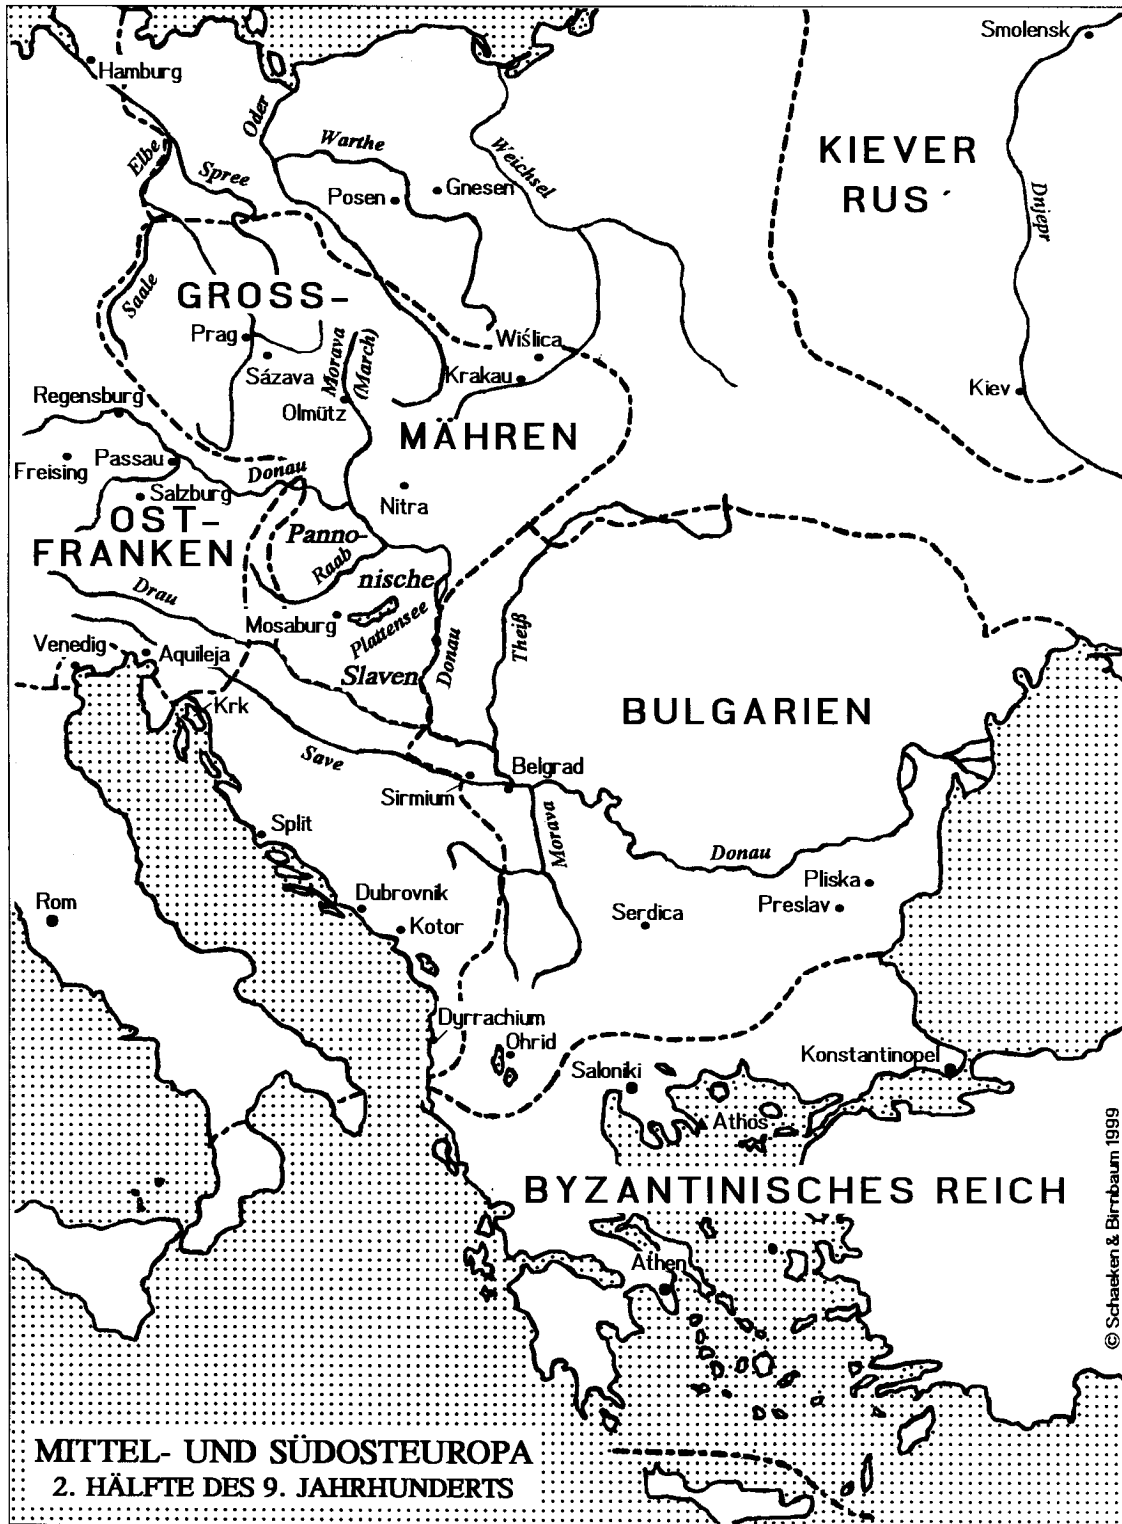 Smolensk
Hamburg
Oder
Warthe
Weichsel
KIEVER
RUS
Elbe
Spree
Posen
Gnesen
Dnjepr
Saale
GROSS-
Prag
Morava
(March)
Wiślica
Sázava
Krakau
Kiev
Regensburg
Olmütz
MÄHREN
Freising
Passau
Donau
Salzburg
Nitra
OST-
FRANKEN
Panno-
Raab
nische
Drau
Mosaburg
Plattensee
Donau
Theiß
Venedig
Aquileja
Slaven
Krk
BULGARIEN
Save
Belgrad
Sirmium
Split
Morava
Donau
Pliska
Preslav
Rom
Dubrovnik
Kotor
Serdica
Dyrrachium
Ohrid
Saloniki
Konstantinopel
Athos
BYZANTINISCHES REICH
Athen
© Schaeken & Birnbaum 1999
MITTEL- UND SÜDOSTEUROPA
2. HÄLFTE DES 9. JAHRHUNDERTS